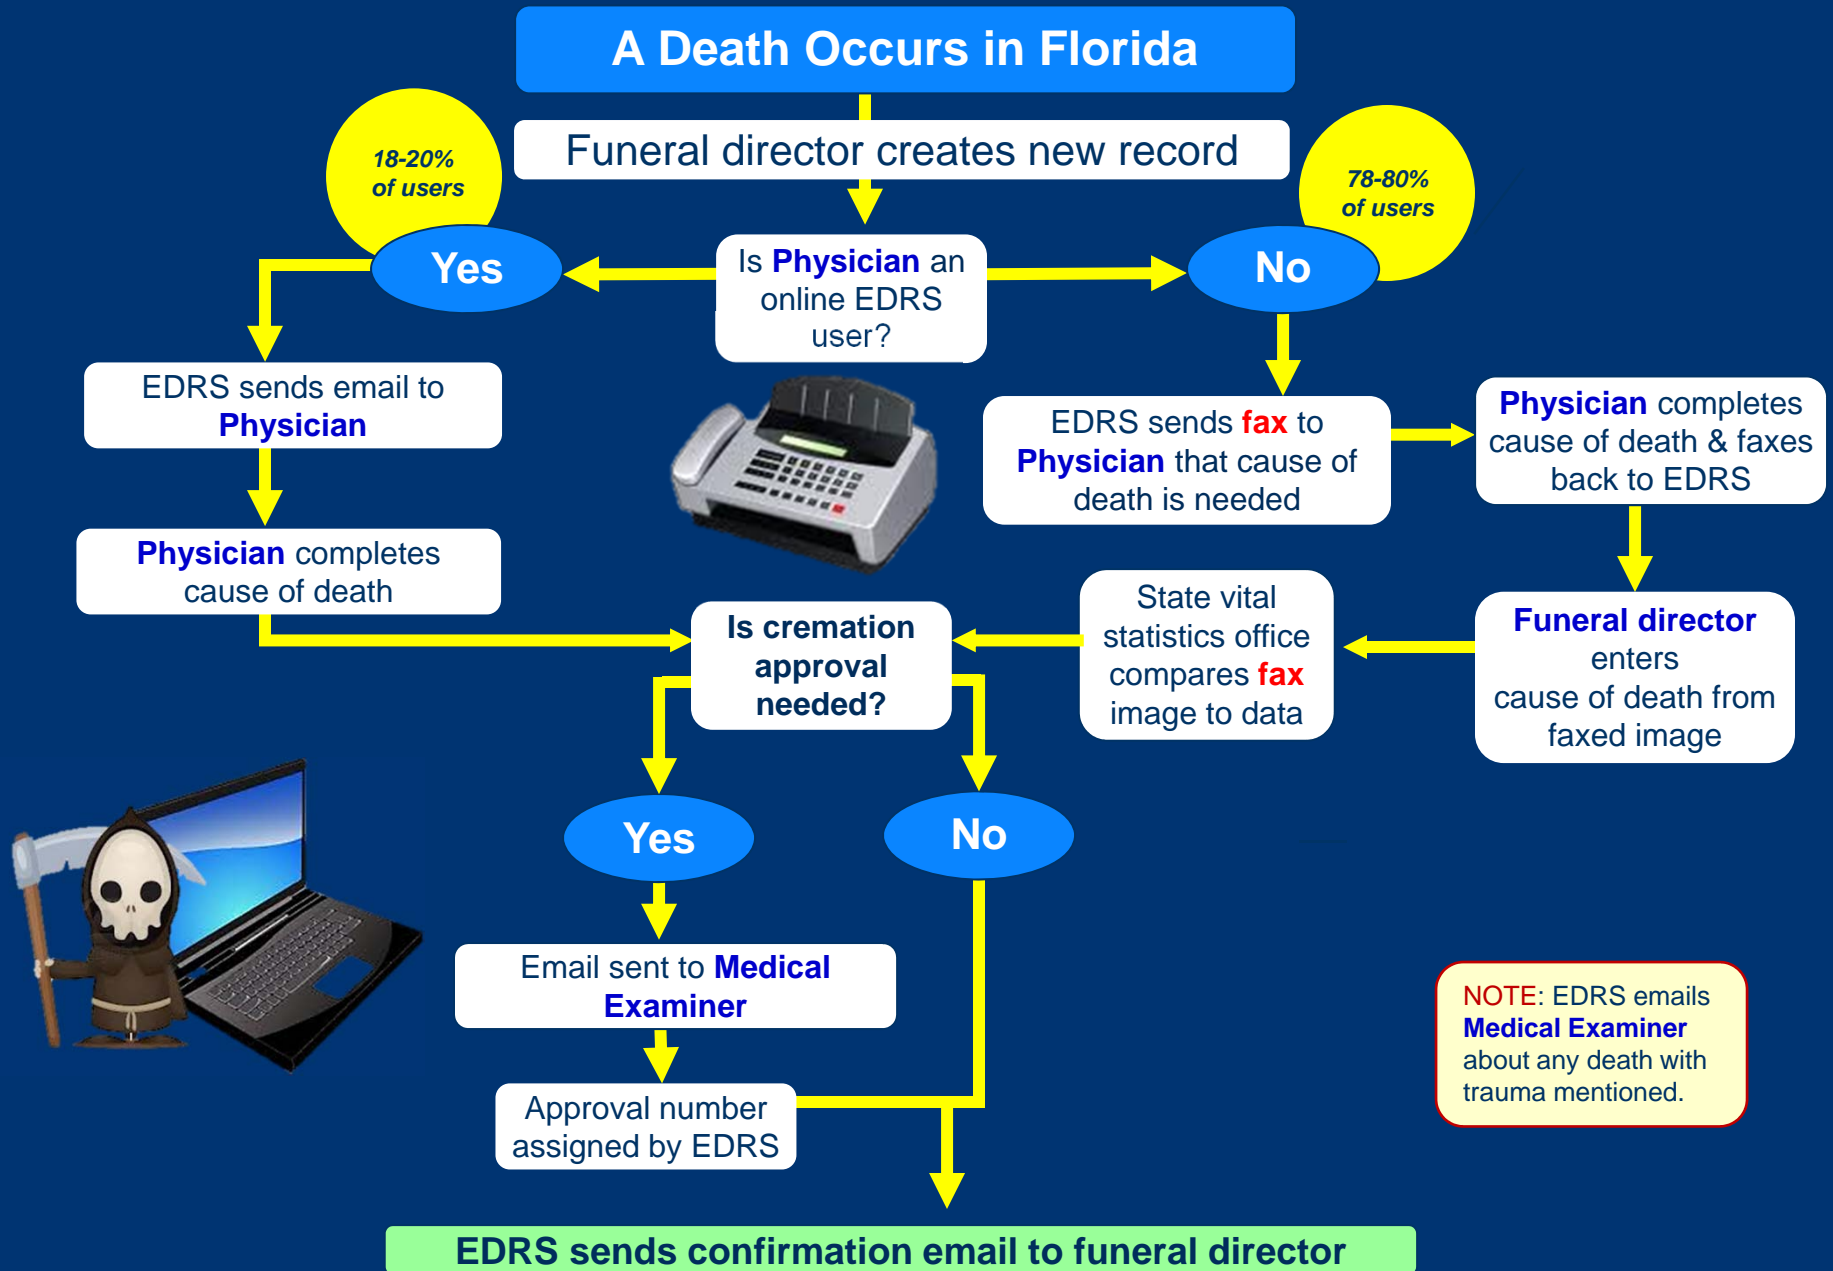 A Death Occurs in Florida
Funeral director creates new record
18-20%
of users
78-80%
of users
Yes
Is Physician an
online EDRS
user?
No
EDRS sends email to
Physician
EDRS sends fax to
Physician that cause of
death is needed
Physician completes
cause of death & faxes
back to EDRS
Physician completes
cause of death
Is cremation
approval
needed?
State vital
statistics office
compares fax
image to data
Funeral director
enters
cause of death from
faxed image
Yes
No
Email sent to Medical
Examiner
Approval number
assigned by EDRS
NOTE: EDRS emails
Medical Examiner
about any death with
trauma mentioned.
EDRS sends confirmation email to funeral director